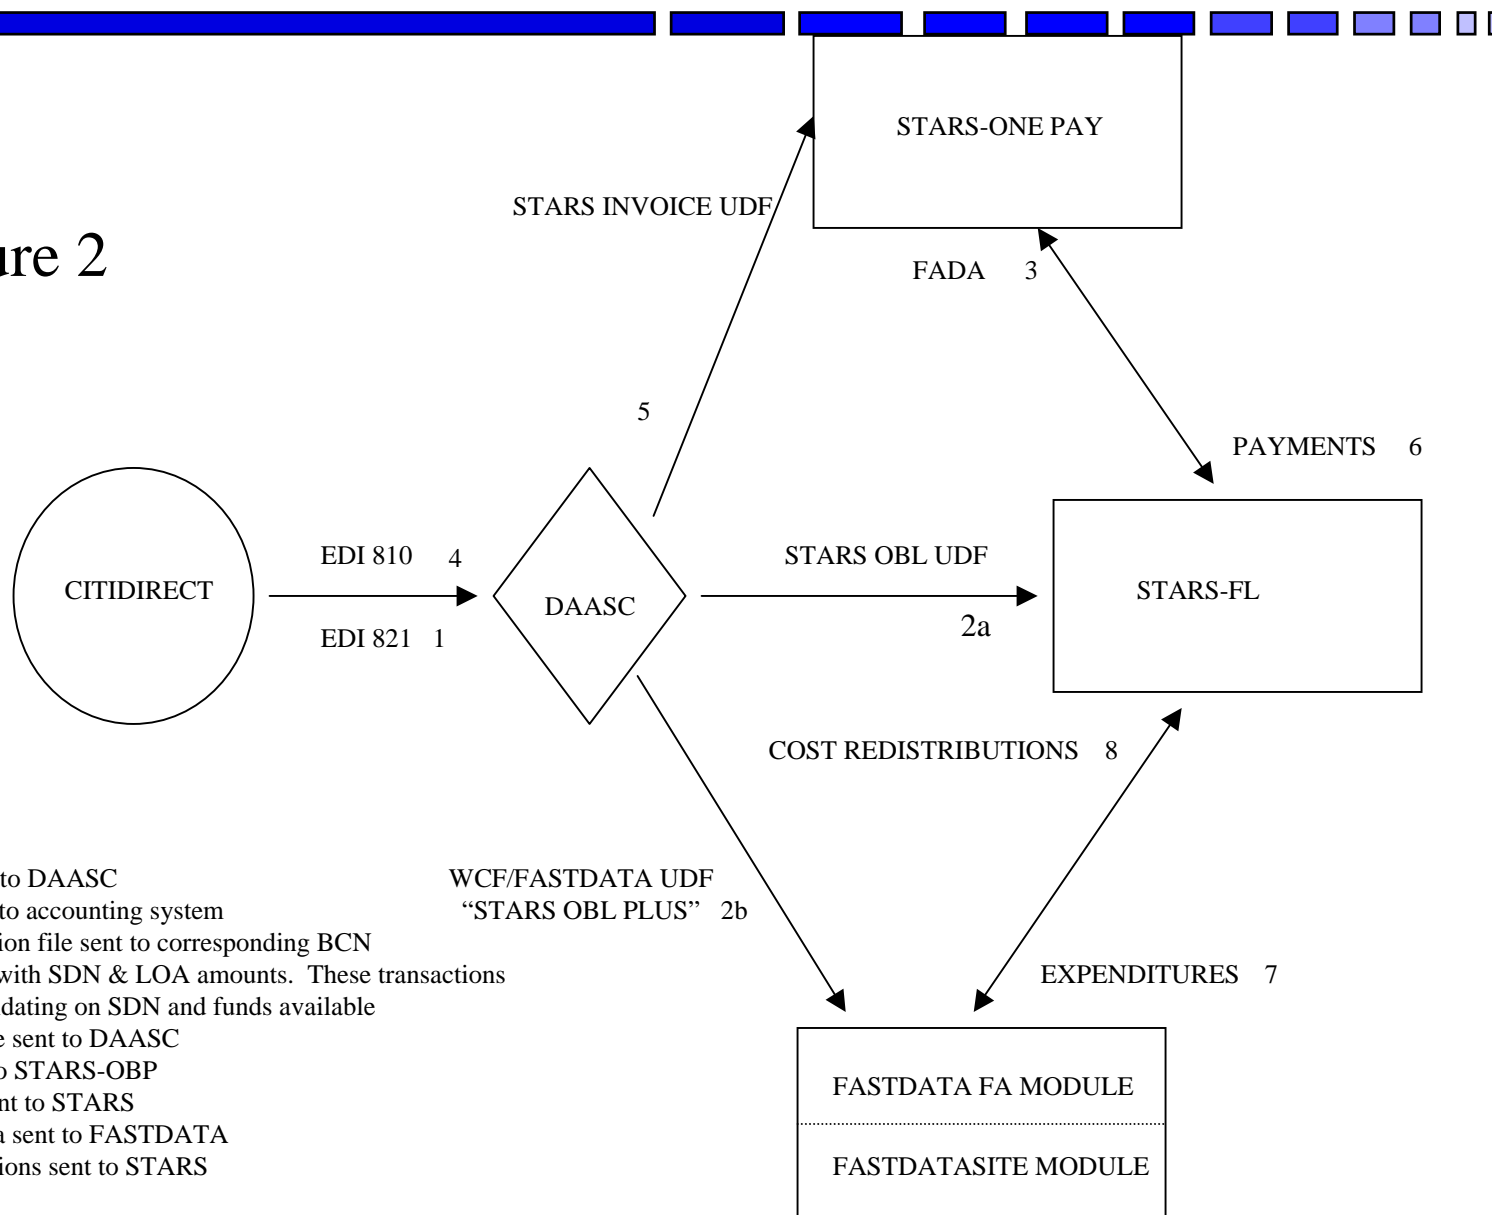 STARS-ONE PAY
STARS INVOICE UDF
ure 2
FADA 3
5
PAYMENTS 6
EDI 810 4
STARS OBL UDF
CITIDIRECT
DAASC
STARS-FL
EDI 821 1
2a
COST REDISTRIBUTIONS 8
to DAASC
WCF/FASTDATA UDF
to accounting system
“STARS OBL PLUS” 2b
ion file sent to corresponding BCN
with SDN & LOA amounts. These transactions
EXPENDITURES 7
dating on SDN and funds available
e sent to DAASC
o STARS-OBP
FASTDATA FA MODULE
nt to STARS
a sent to FASTDATA
ions sent to STARS
FASTDATASITE MODULE